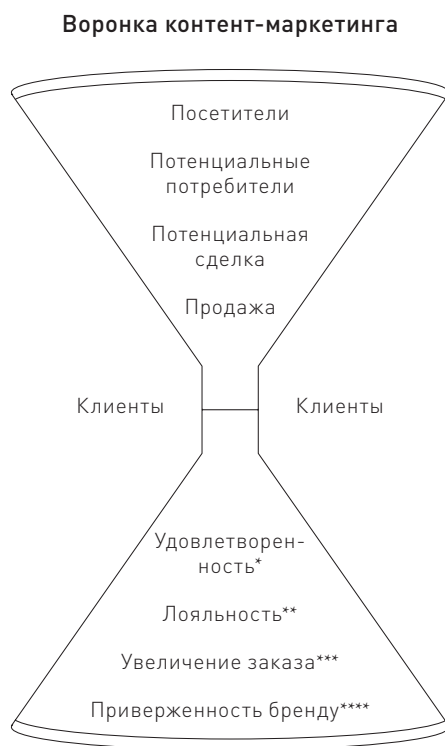 Воронка контент-маркетинга
Посетители
Потенциальные
потребители
Потенциальная
сделка
Продажа
Клиенты
Клиенты
Удовлетворен-
ность*
Лояльность**
Увеличение заказа***
Приверженность бренду****